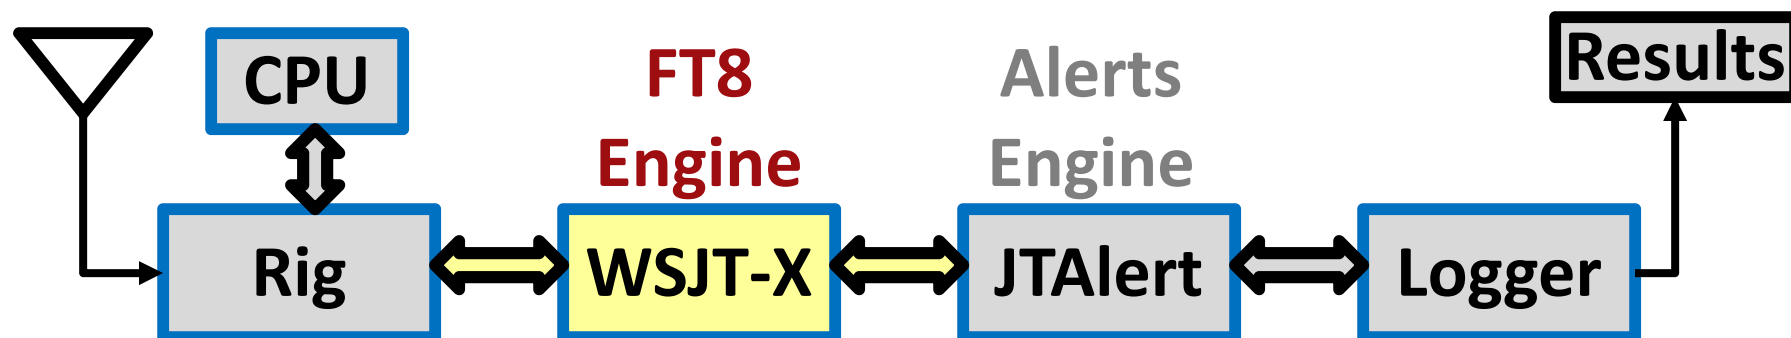 CPU
FT8
Engine
Alerts
Engine
Results
Rig
WSJT-X
JTAlert
Logger